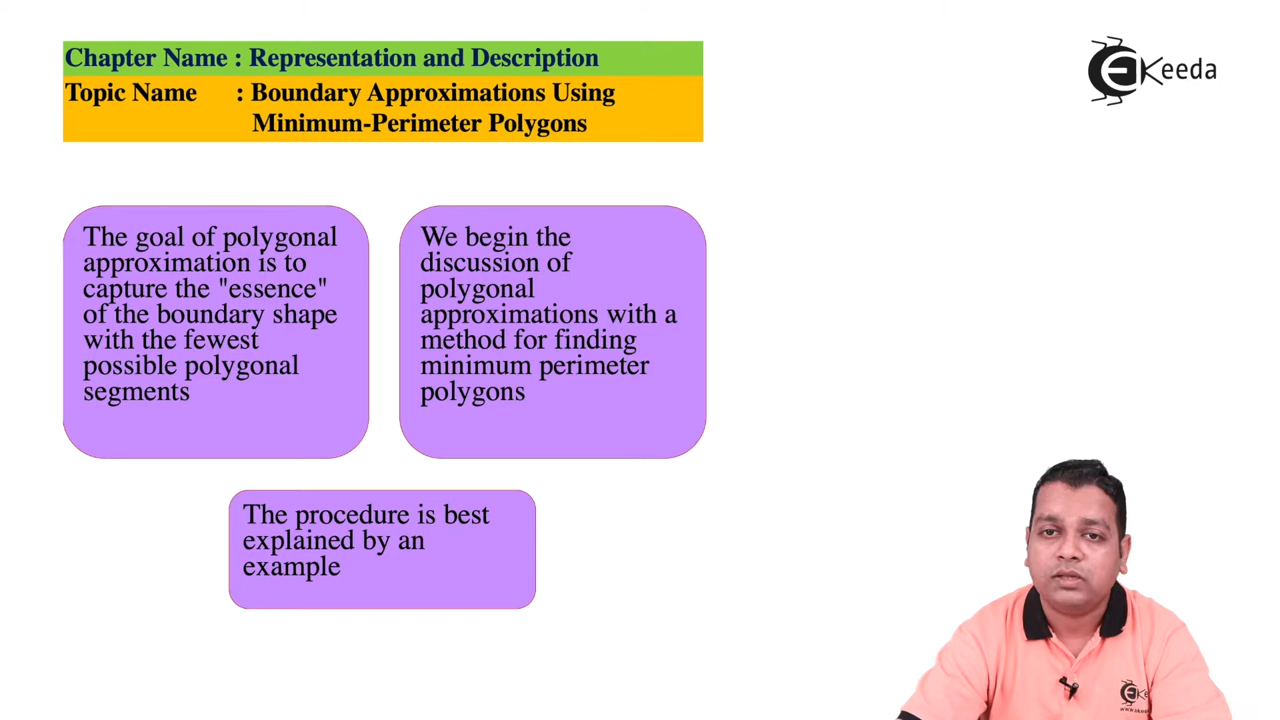 Chapter Name : Representation and Description
Topic Name : Boundary Approximations Using
Minimum-Perimeter Polygons
EKeeda
The goal of polygonal
approximation is to
capture the "essence"
of the boundary shape
with the fewest
possible polygonal
segments
We begin the
discussion of
polygonal
approximations with a
method for finding
minimum perimeter
polygons
The procedure is best
explained by an
example